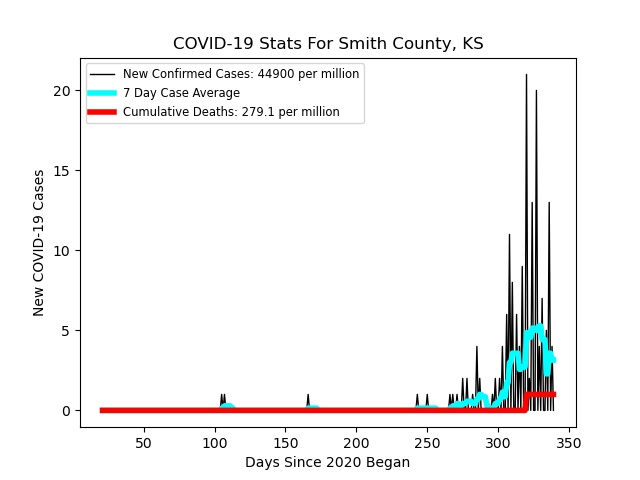 COVID-19 Stats For Smith County, KS
New Confirmed Cases: 44900 per million
7 Day Case Average
Cumulative Deaths: 279.1 per million
New COVID-19 Cases
20
15
10
5
0
50 100 150 200 250 300 350
Days Since 2020 Began